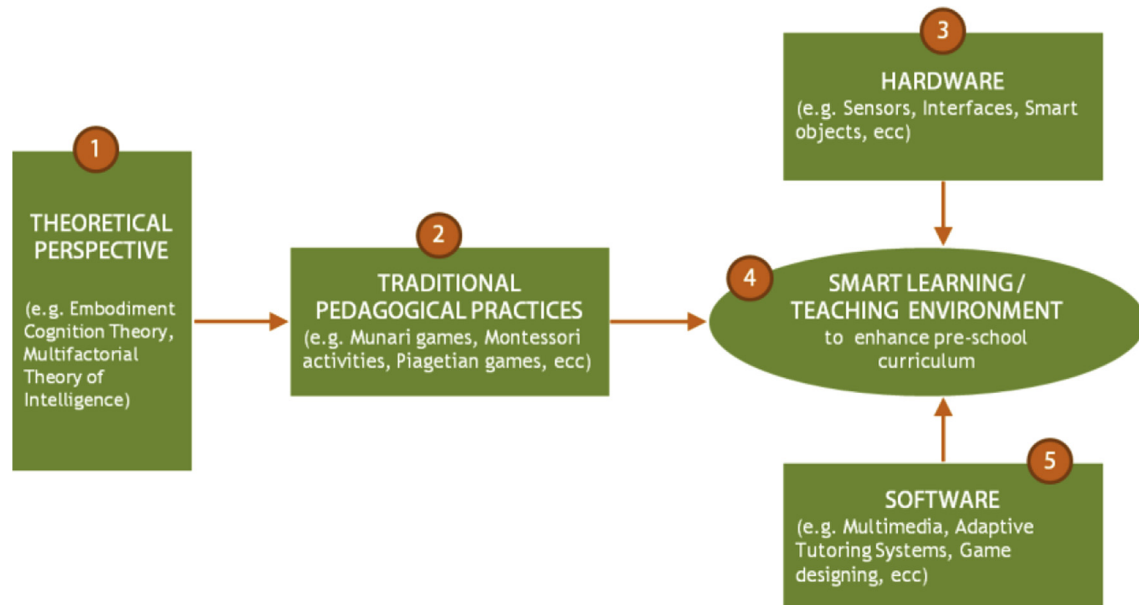 1
THEORETICAL
PERSPECTIVE
(e.g. Embodiment
Cognition Theory,
Multifactorial
Theory of
Intelligence)
2
TRADITIONAL
PEDAGOGICAL PRACTICES
(e.g. Munari games, Montessori
activities, Piagetian games, ecc)
3
HARDWARE
(e.g. Sensors, Interfaces, Smart
objects, ecc)
4
SMART LEARNING /
TEACHING ENVIRONMENT
to enhance pre-school
curriculum
5
SOFTWARE
(e.g. Multimedia, Adaptive
Tutoring Systems, Game
designing, ecc)